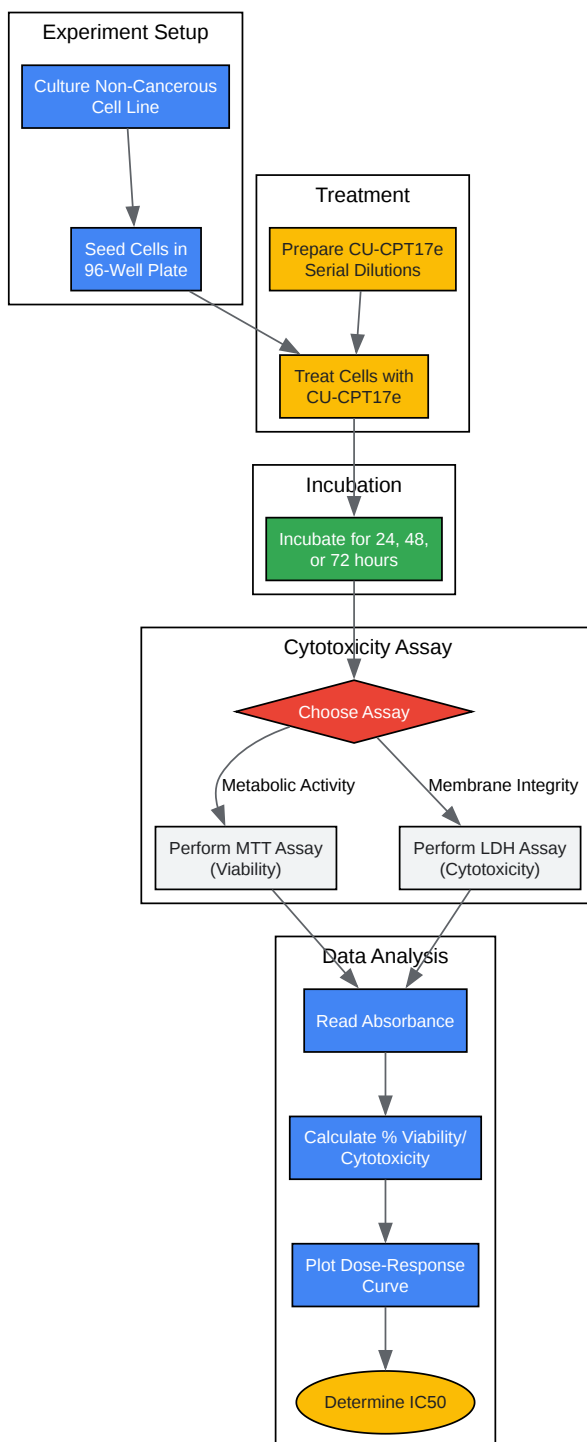 Experiment Setup
Culture Non-Cancerous
Cell Line
Seed Cells in
96-Well Plate
Treatment
Prepare CU-CPT17e
Serial Dilutions
Treat Cells with
CU-CPT17e
Incubation
Incubate for 24, 48,
or 72 hours
Cytotoxicity Assay
Choose Assay
Metabolic Activity
Membrane Integrity
Perform MTT Assay
(Viability)
Perform LDH Assay
(Cytotoxicity)
Data Analysis
Read Absorbance
Calculate % Viability/
Cytotoxicity
Plot Dose-Response
Curve
Determine IC50